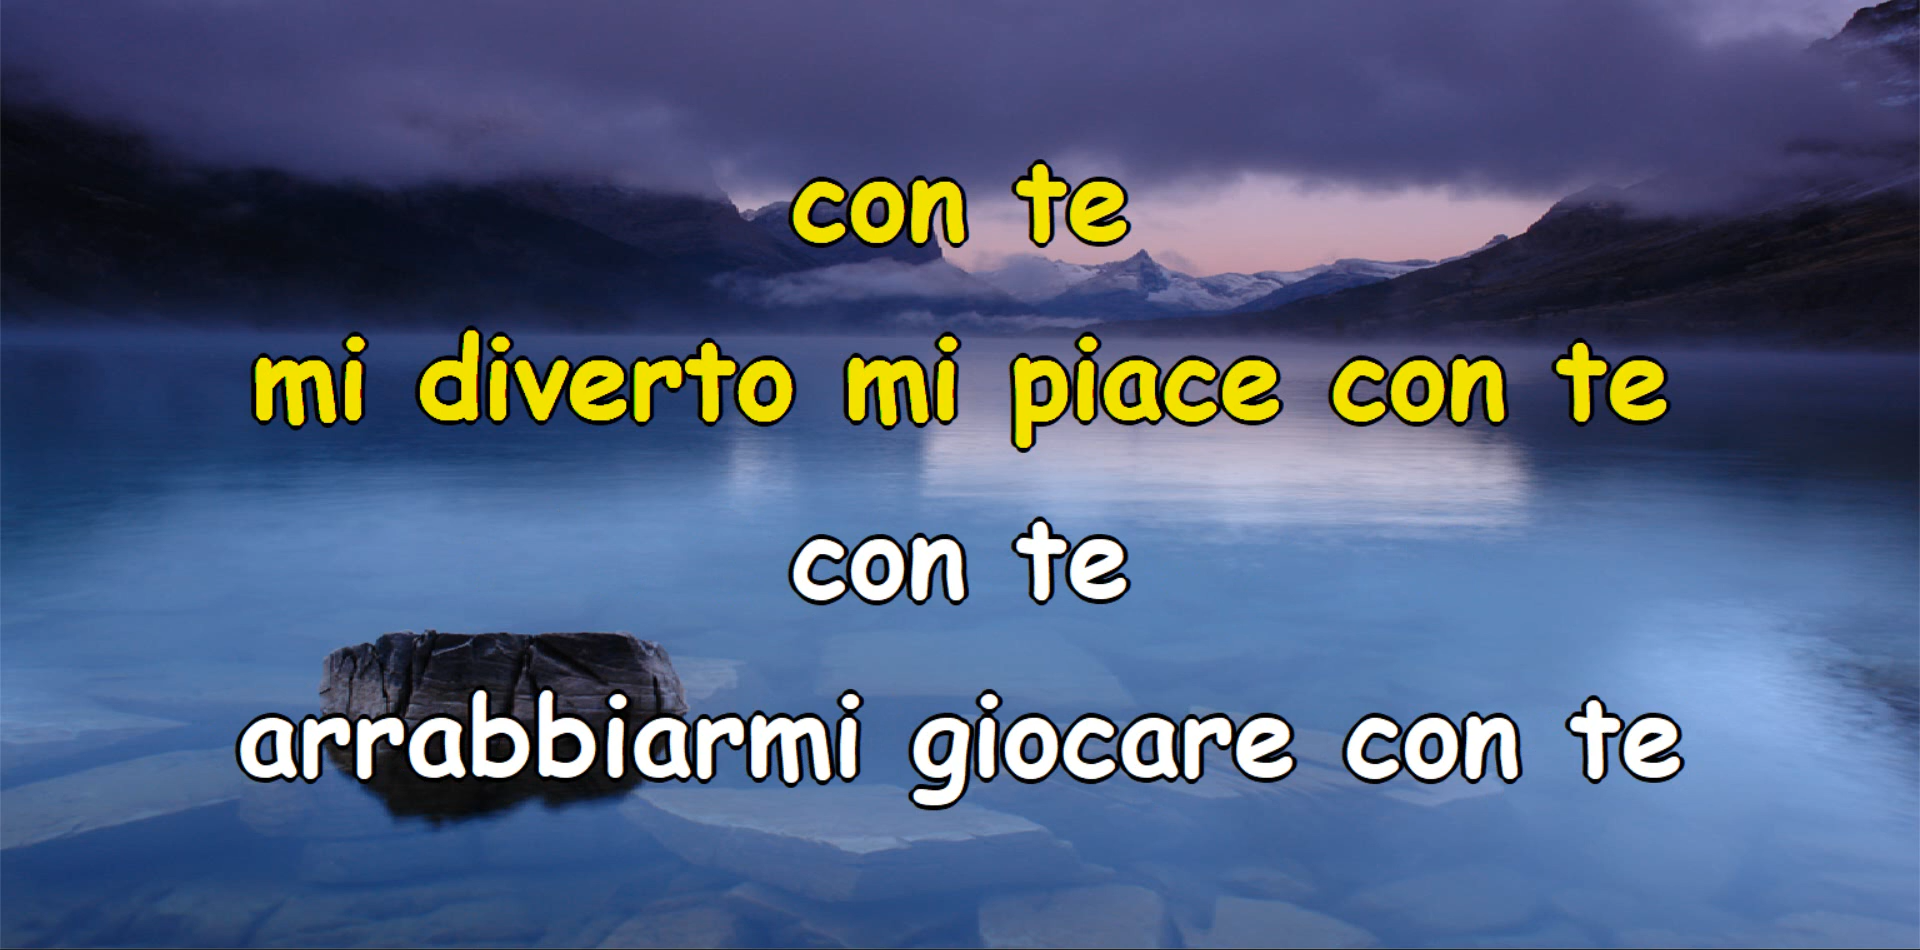 con te
mi diverto mi piace con te
con te
arrabbiarmi giocare con te